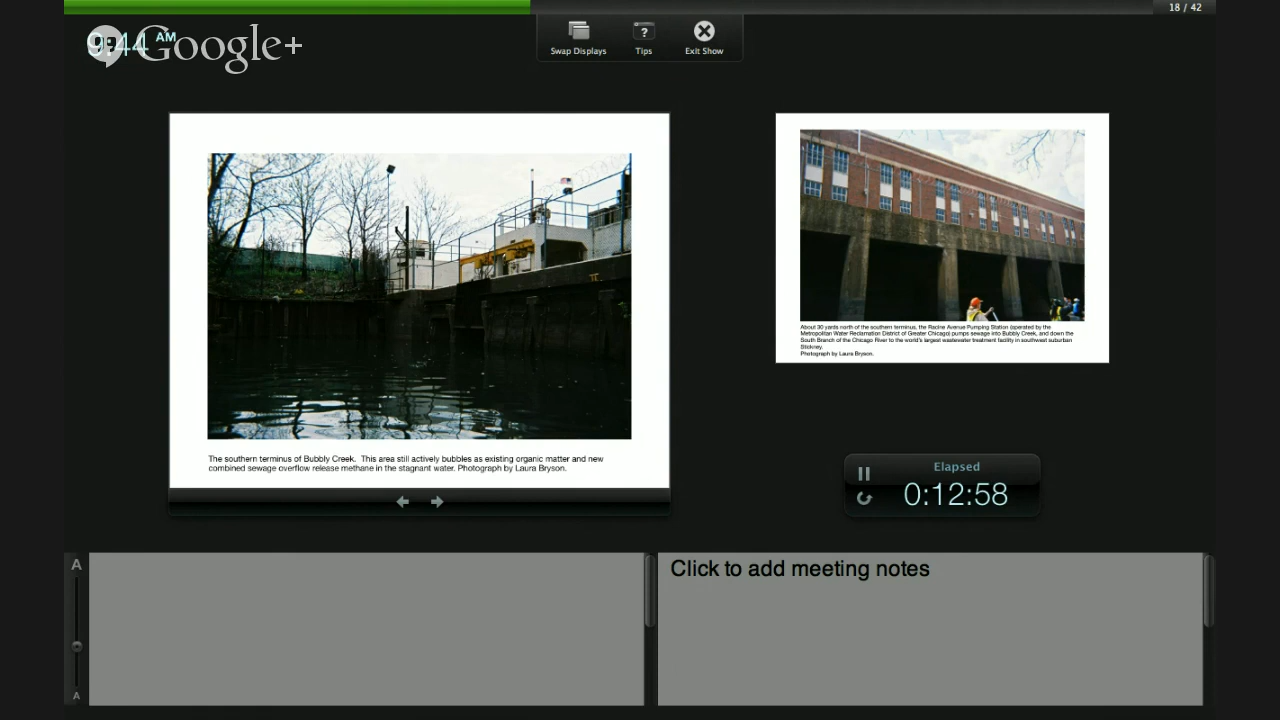 18 / 42
9:44 AM
Google+
Swap Displays
Tips
Exit Show
The southern terminus of Bubbly Creek. This area still actively bubbles as existing organic matter and new
combined sewage overflow release methane in the stagnant water. Photograph by Laura Bryson.
About 30 yards north of the southern terminus, the Racine Avenue Pumping Station (operated by the
Metropolitan Water Reclamation District of Greater Chicago) pumps sewage into Bubbly Creek, and down the
South Branch of the Chicago River to the world's largest wastewater treatment facility in southwest suburban
Stickney.
Photograph by Laura Bryson.
Elapsed
0:12:58
A
A
Click to add meeting notes